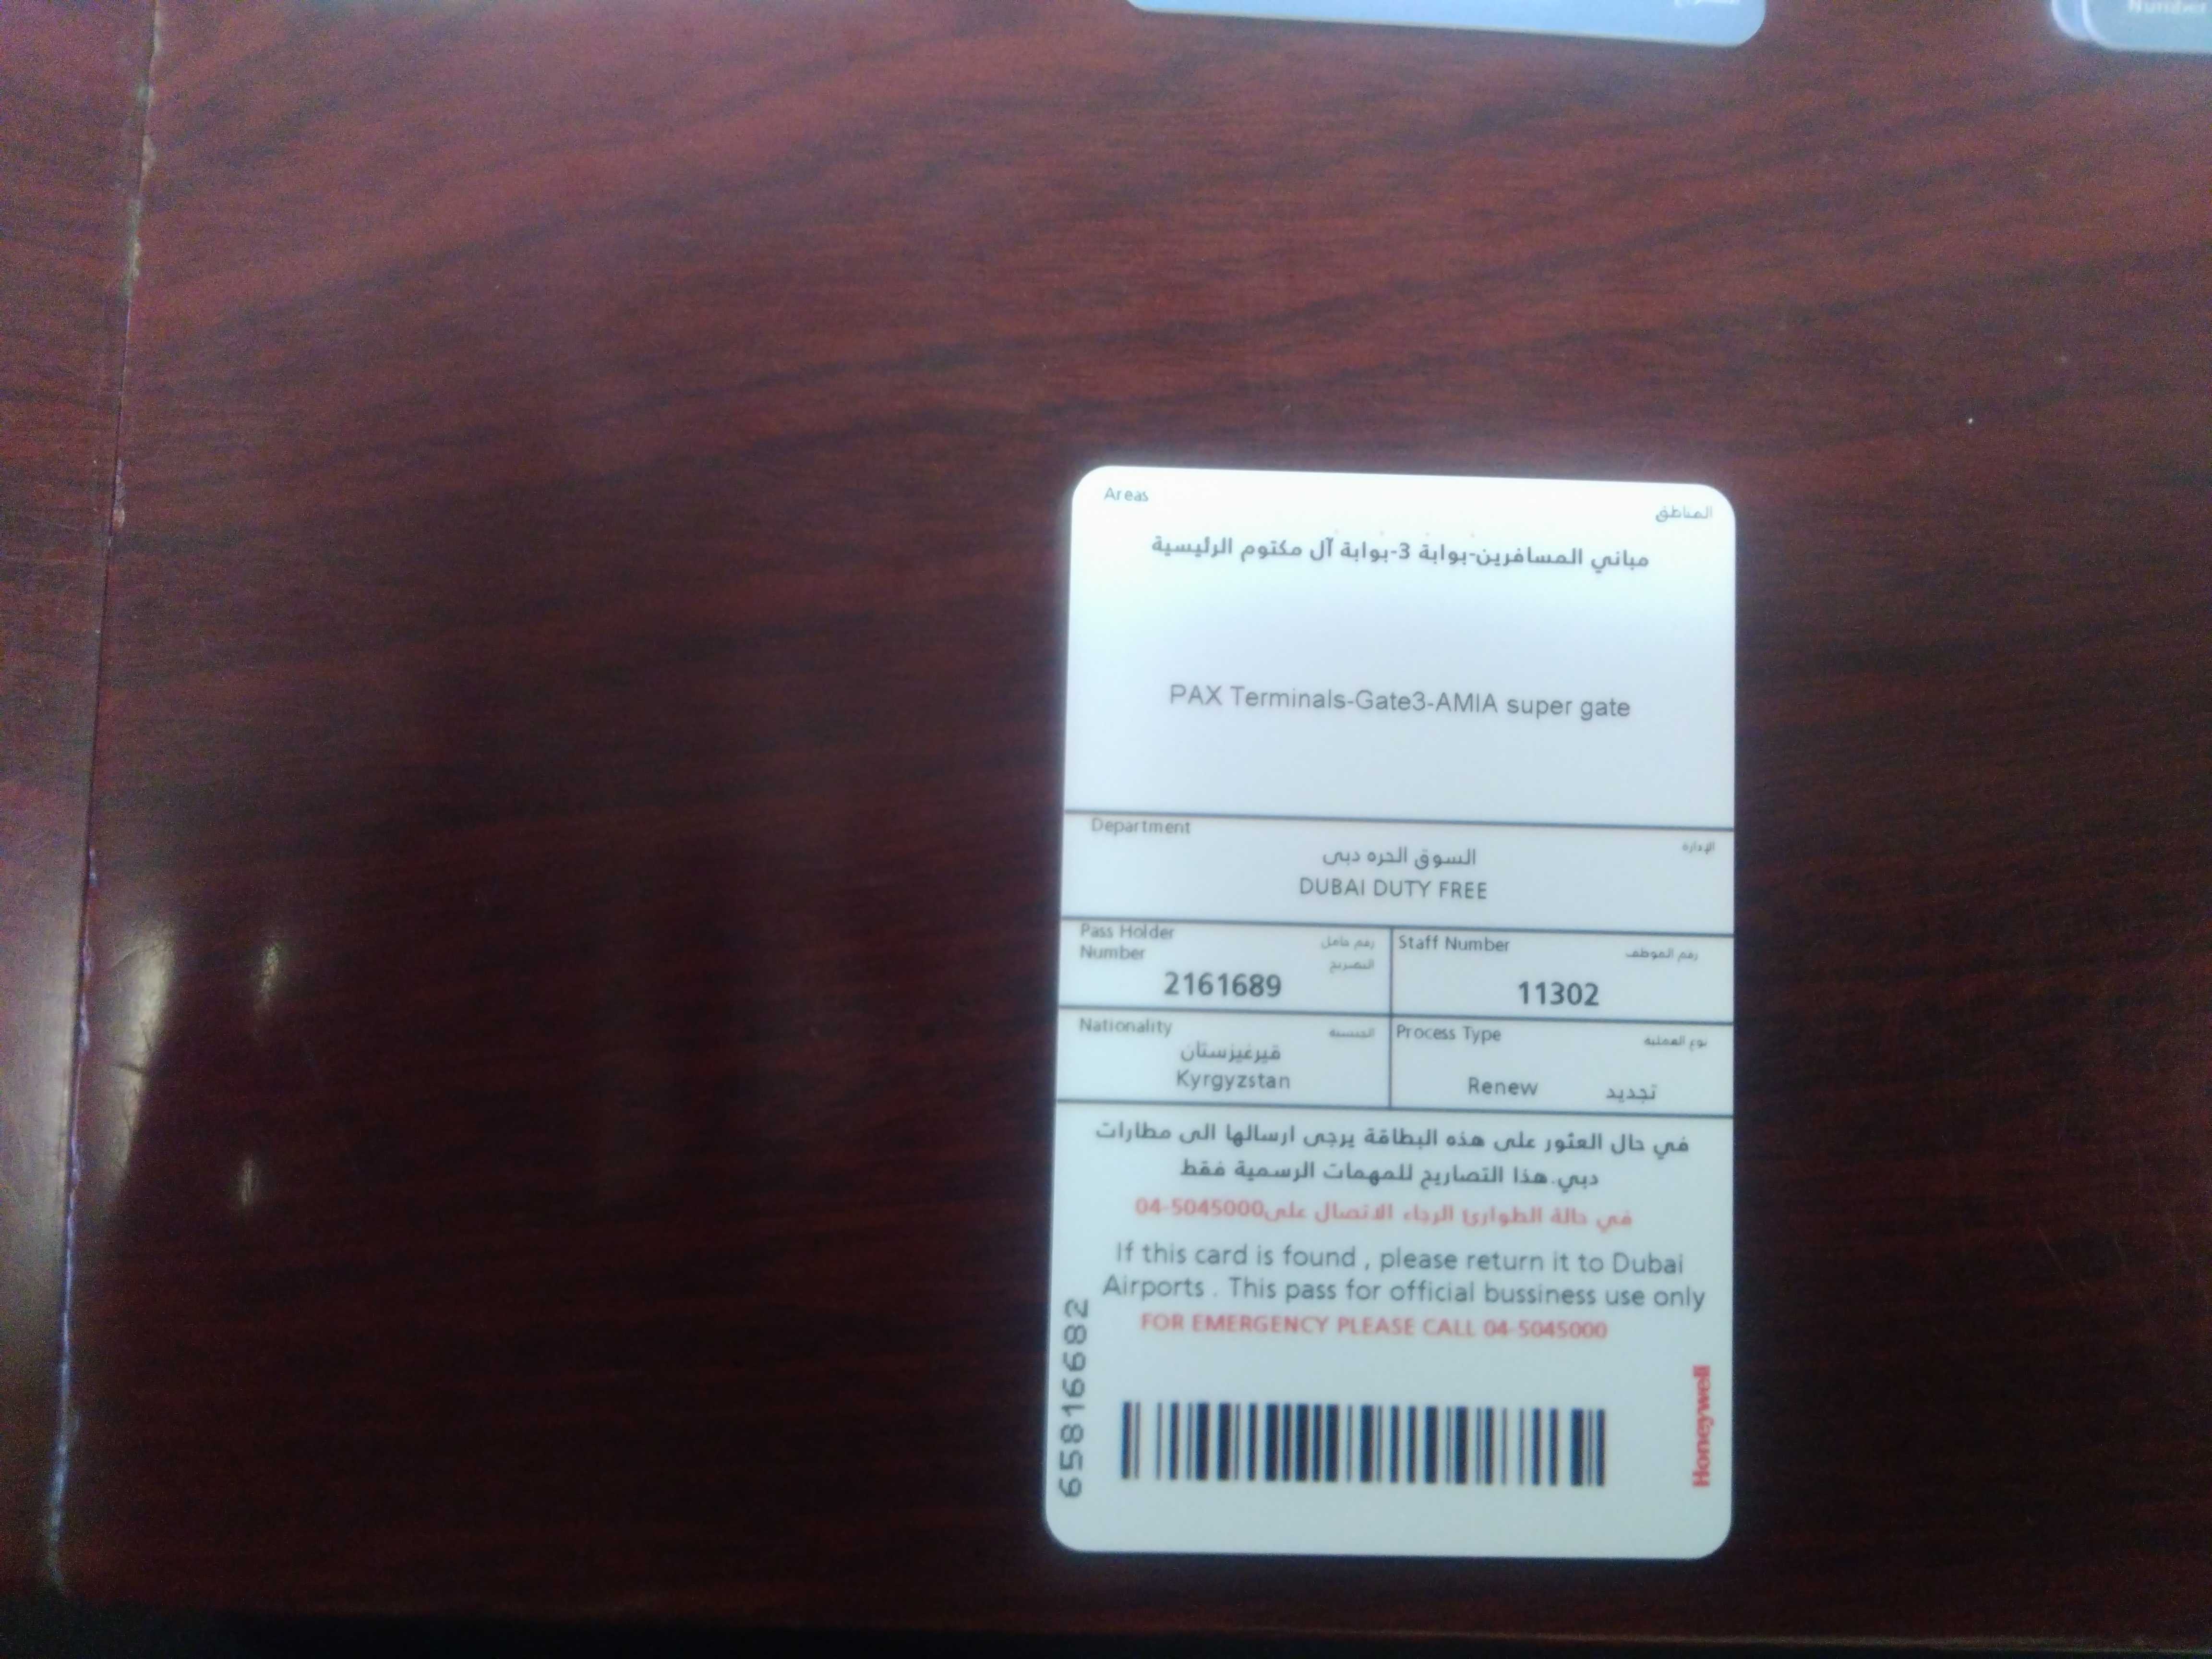 Number
Areas
المناطق
مباني المسافرين-بوابة 3-بوابة آل مكتوم الرئيسية
PAX Terminals-Gate3-AMIA super gate
Department
الإدارة
السوق الحره دبى
DUBAI DUTY FREE
Pass Holder
Number
رقم حامل
التصريح
2161689
Staff Number
رقم الموظف
11302
Nationality
الجنسية
قيرغيزستان
Kyrgyzstan
Process Type
نوع العملية
Renew
تجديد
في حال العثور على هذه البطاقة يرجى ارسالها الى مطارات
دبي.هذا التصاريح للمهمات الرسمية فقط
في حالة الطوارئ الرجاء الاتصال على04-5045000
If this card is found , please return it to Dubai
Airports . This pass for official bussiness use only
FOR EMERGENCY PLEASE CALL 04-5045000
658166682
Honeywell